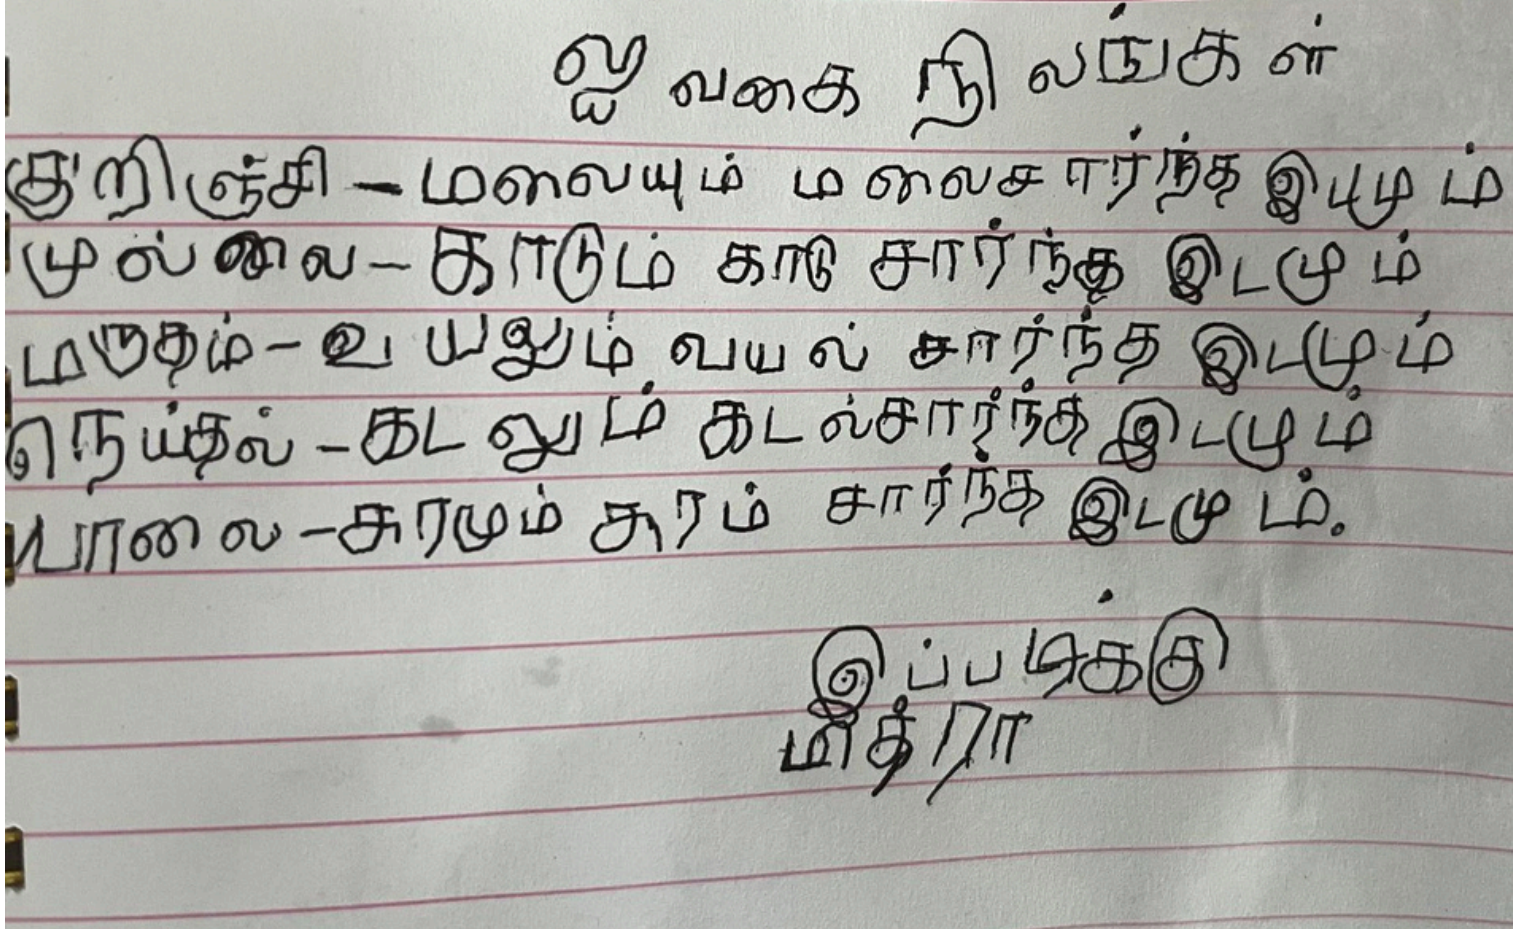 ஐ வகை நிலங்கள்
குறிஞ்சி - மலையும் மலைசார்ந்த இடமும்
முல்லை - காடும் காடு சார்ந்த இடமும்
மருதம் - வயலும் வயல் சார்ந்த இடமும்
நெய்தல் - கடலும் கடல்சார்ந்த இடமும்
பாலை - சுரமும் சுரம் சார்ந்த இடமும்.
இப்படிக்கு
மித்ரா